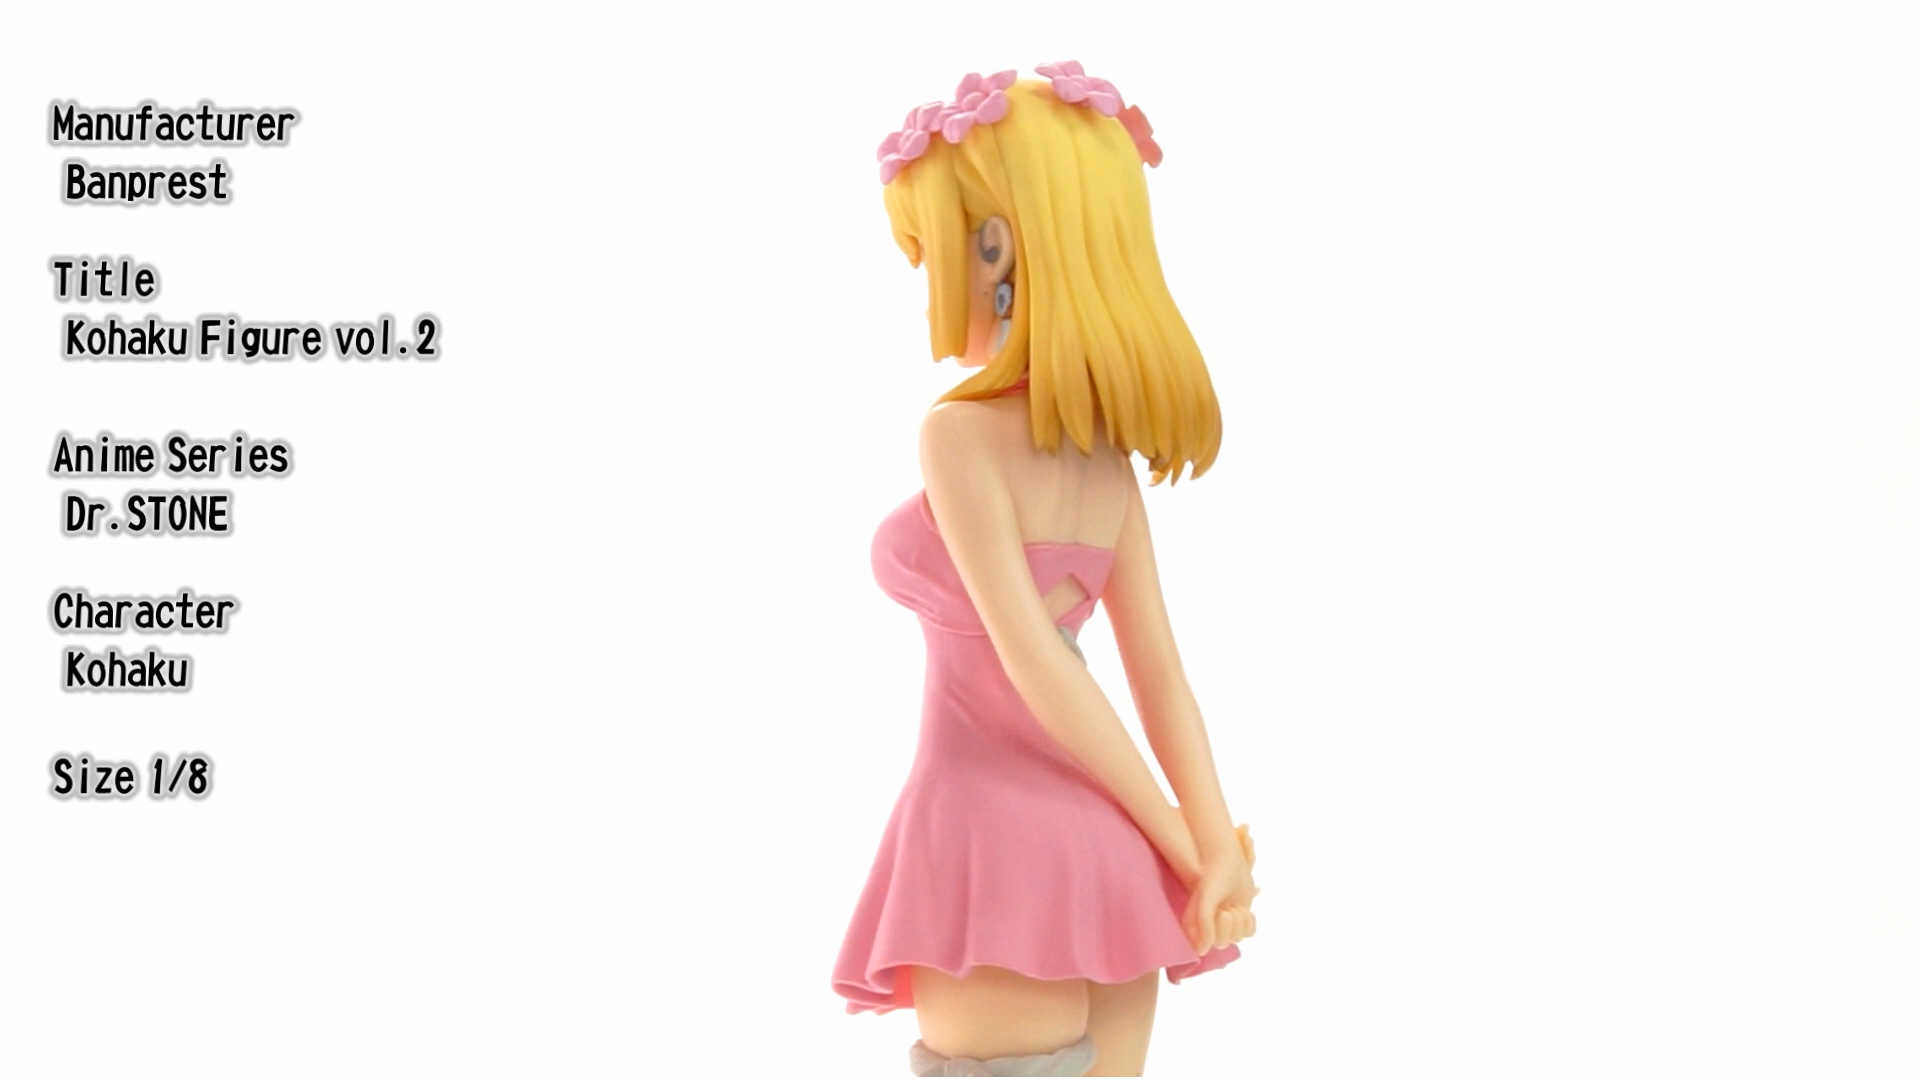 Manufacturer
Banprest
Title
Kohaku Figure vol.2
Anime Series
Dr.STONE
Character
Kohaku
Size 1/8